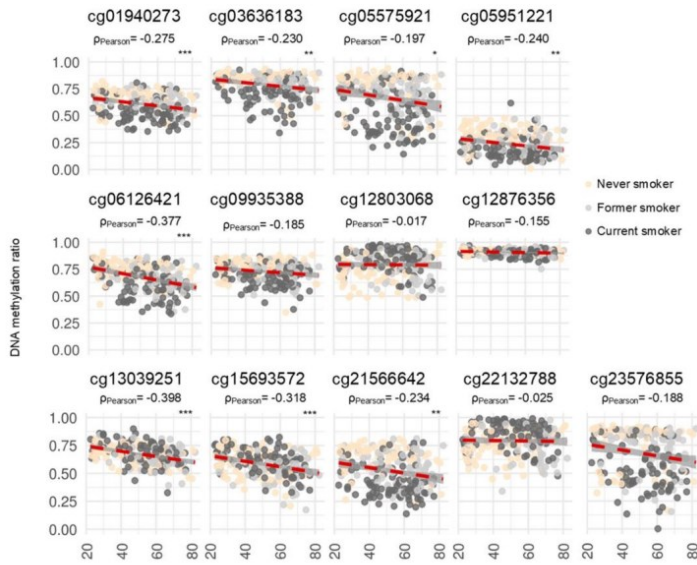 cg01940273 cg03636183 cg05575921 cg05951221
ρPearson= -0.275 ρPearson= -0.230 ρPearson= -0.197 ρPearson= -0.240
*** ** * **
1.00
0.75
0.50
0.25
0.00
Never smoker
Former smoker
Current smoker
cg06126421 cg09935388 cg12803068 cg12876356
ρPearson= -0.377 ρPearson= -0.185 ρPearson= -0.017 ρPearson= -0.155
***
1.00
0.75
0.50
0.25
0.00
DNA methylation ratio
cg13039251 cg15693572 cg21566642 cg22132788 cg23576855
ρPearson= -0.398 ρPearson= -0.318 ρPearson= -0.234 ρPearson= -0.025 ρPearson= -0.188
*** *** **
1.00
0.75
0.50
0.25
0.00
20 40 60 80 20 40 60 80 20 40 60 80 20 40 60 80 20 40 60 80